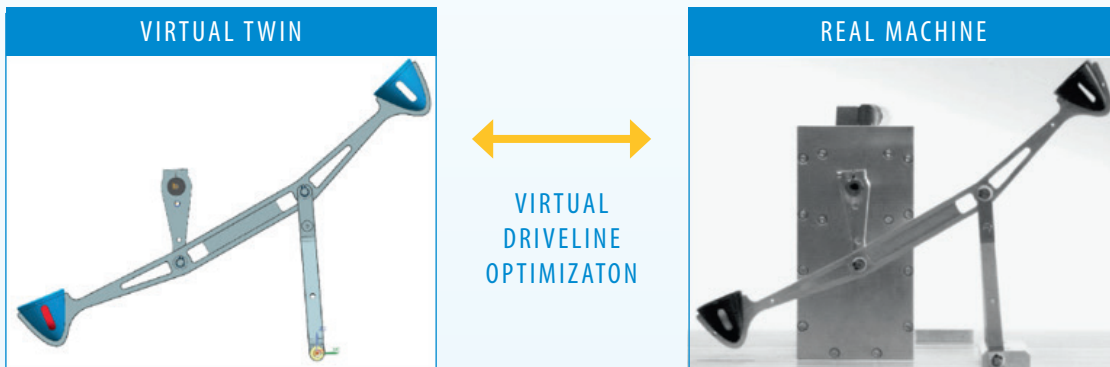 VIRTUAL TWIN
REAL MACHINE
VIRTUAL
DRIVELINE
OPTIMIZATON